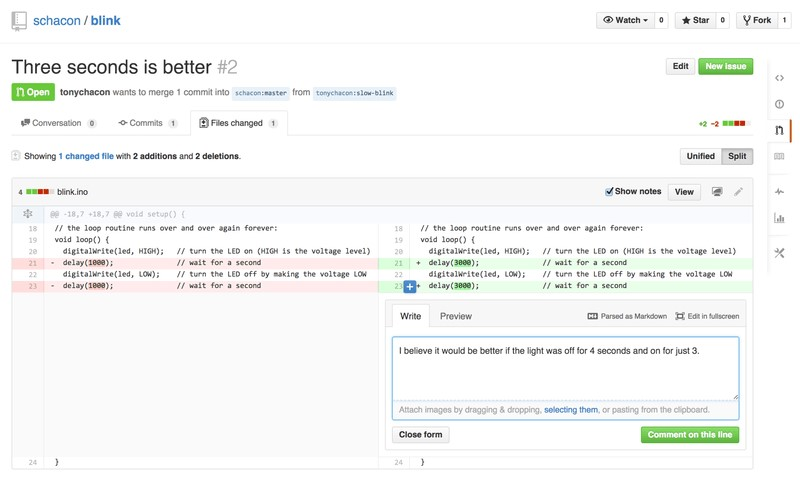 schacon / blink
Watch 0 Star 0 Fork 1
Three seconds is better #2
Edit New issue
Open tonychacon wants to merge 1 commit into schacon:master from tonychacon:slow-blink
Conversation 0 Commits 1 Files changed 1 +2 −2
Showing 1 changed file with 2 additions and 2 deletions. Unified Split
4 blink.ino Show notes View
@@ -18,7 +18,7 @@ void setup() {
18 // the loop routine runs over and over again forever: 18 // the loop routine runs over and over again forever:
19 void loop() { 19 void loop() {
20 digitalWrite(led, HIGH); // turn the LED on (HIGH is the voltage level) 20 digitalWrite(led, HIGH); // turn the LED on (HIGH is the voltage level)
21 - delay(1000); // wait for a second 21 + delay(3000); // wait for a second
22 digitalWrite(led, LOW); // turn the LED off by making the voltage LOW 22 digitalWrite(led, LOW); // turn the LED off by making the voltage LOW
23 - delay(1000); // wait for a second 23 + delay(3000); // wait for a second
Write Preview Parsed as Markdown Edit in fullscreen
I believe it would be better if the light was off for 4 seconds and on for just 3.
Attach images by dragging & dropping, selecting them, or pasting from the clipboard.
Close form Comment on this line
24 } 24 }